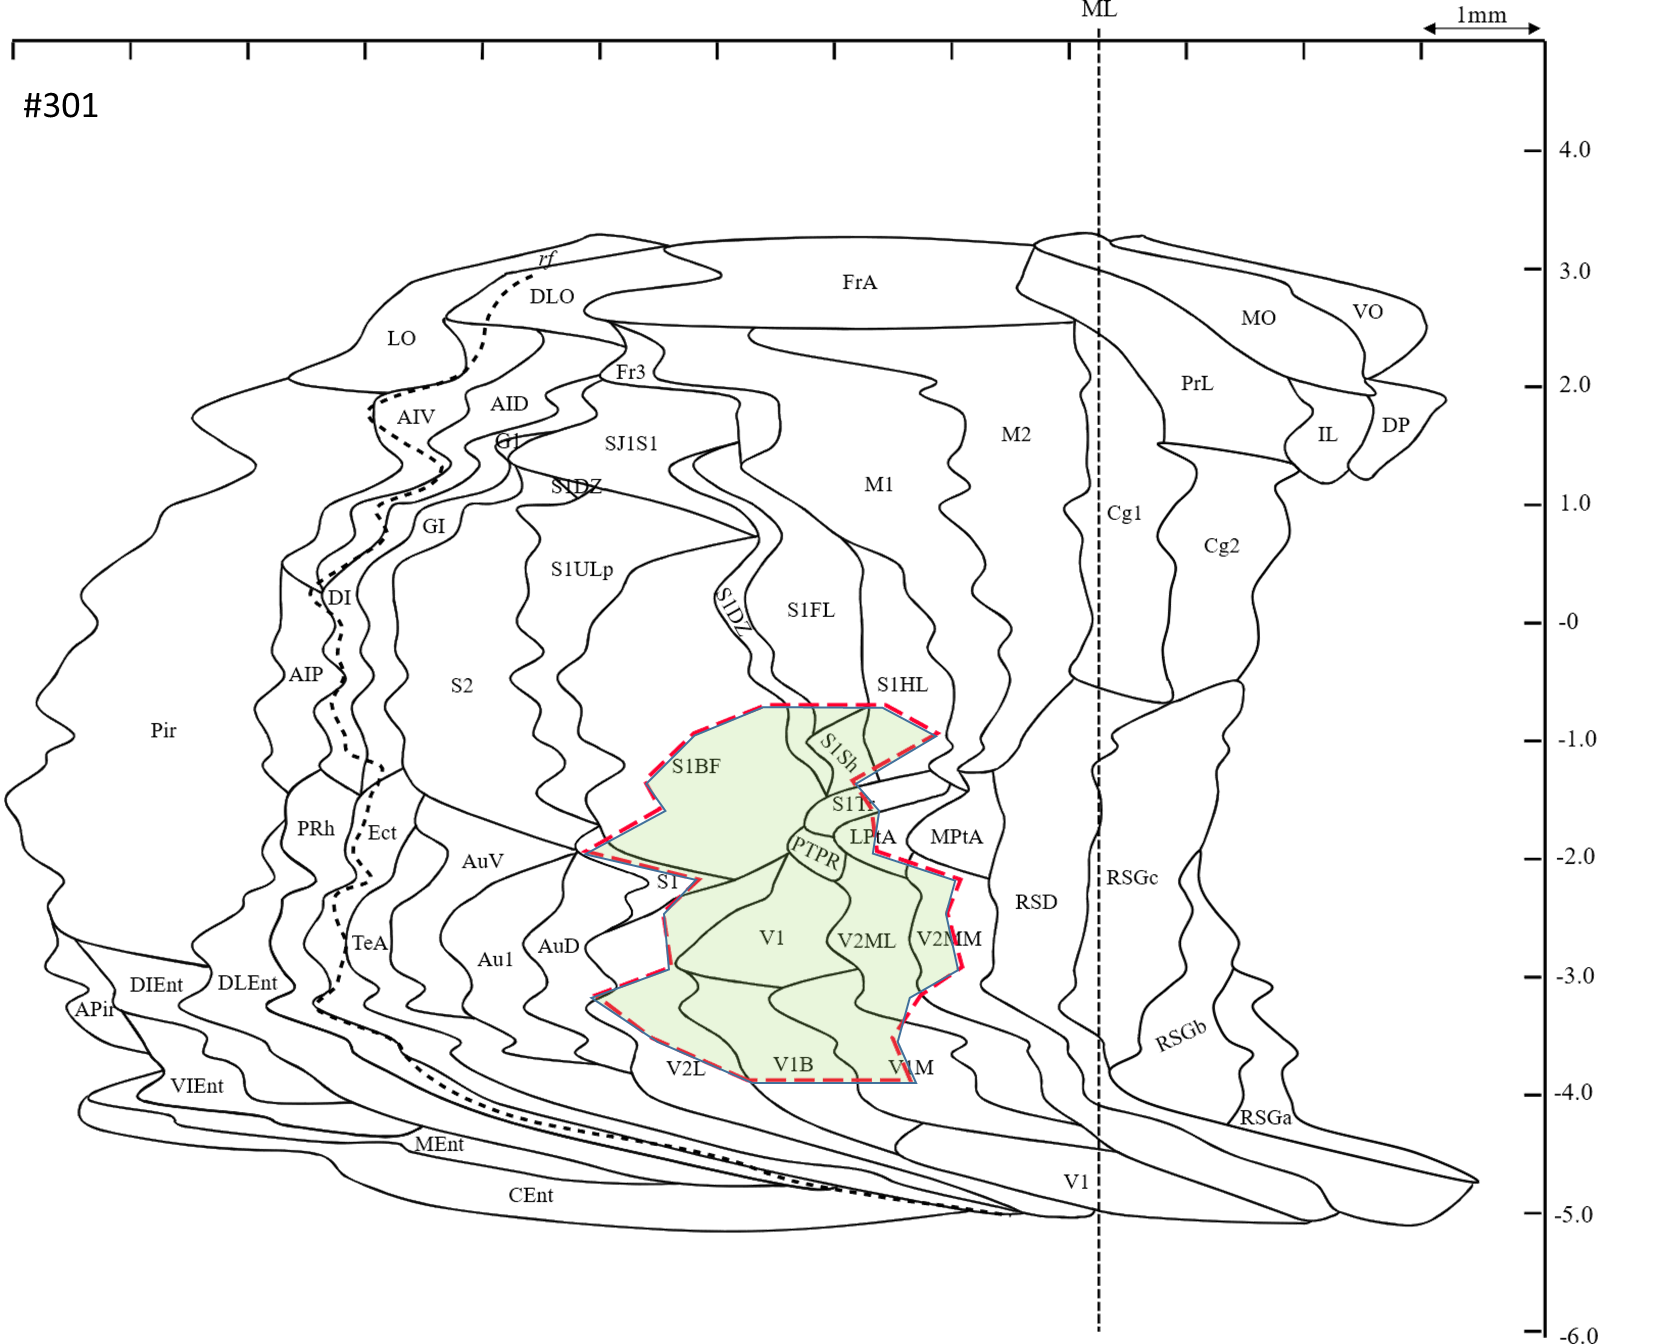 ML
1mm
#301
4.0
rf
3.0
DLO
FrA
MO
VO
LO
Fr3
2.0
PrL
AIV
AID
G1
SJ1S1
M2
IL
DP
S1DZ
M1
1.0
GI
Cg1
Cg2
S1ULp
DI
S1DZ
S1FL
-0
AIP
S2
S1HL
Pir
-1.0
S1BF
S1Sh
S1Tr
PRh
Ect
LPtA
MPtA
PTPR
AuV
-2.0
S1
RSD
RSGc
TeA
Au1
AuD
V1
V2ML
V2MM
DIEnt
DLEnt
-3.0
APir
RSGb
V2L
V1B
V1M
VIEnt
-4.0
RSGa
MEnt
CEnt
V1
-5.0
-6.0